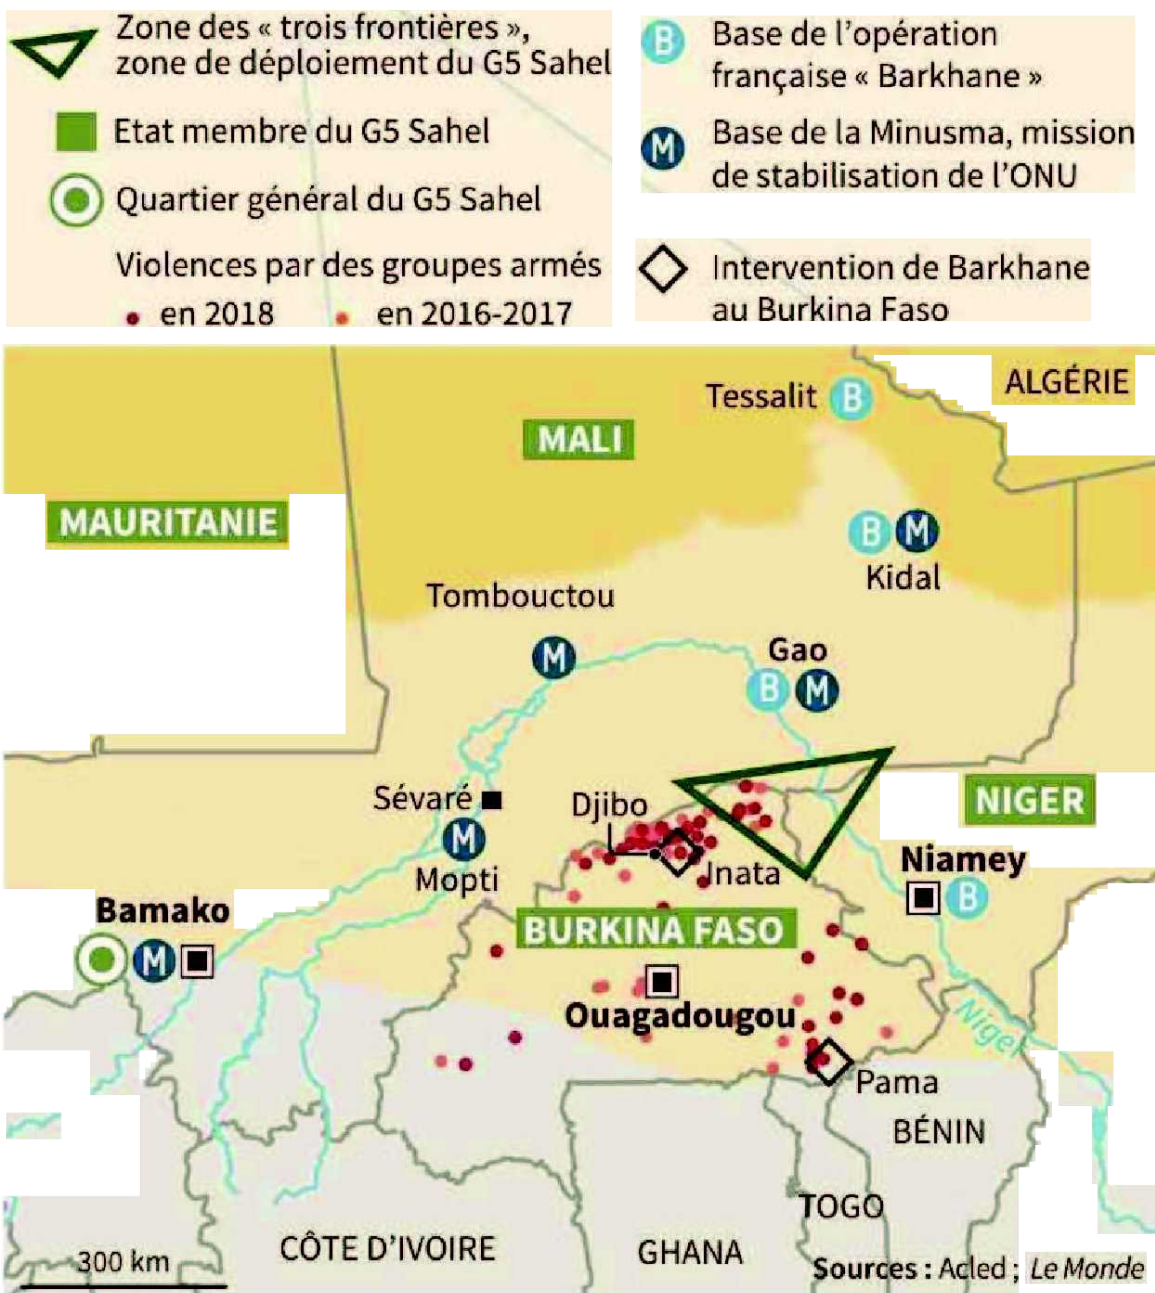 Zone des « trois frontières »,
zone de déploiement du G5 Sahel
Etat membre du G5 Sahel
Quartier général du G5 Sahel
Violences par des groupes armés
en 2018
en 2016-2017
B
Base de l'opération
française « Barkhane »
M
Base de la Minusma, mission
de stabilisation de l'ONU
Intervention de Barkhane
au Burkina Faso
ALGÉRIE
Tessalit B
MALI
MAURITANIE
B M
Kidal
Tombouctou
M
Gao
B M
Sévaré
Djibo
NIGER
M
Mopti
Inata
Niamey
B
Bamako
M
BURKINA FASO
Ouagadougou
Niger
Pama
BÉNIN
TOGO
CÔTE D'IVOIRE
GHANA
300 km
Sources : Acled ; Le Monde